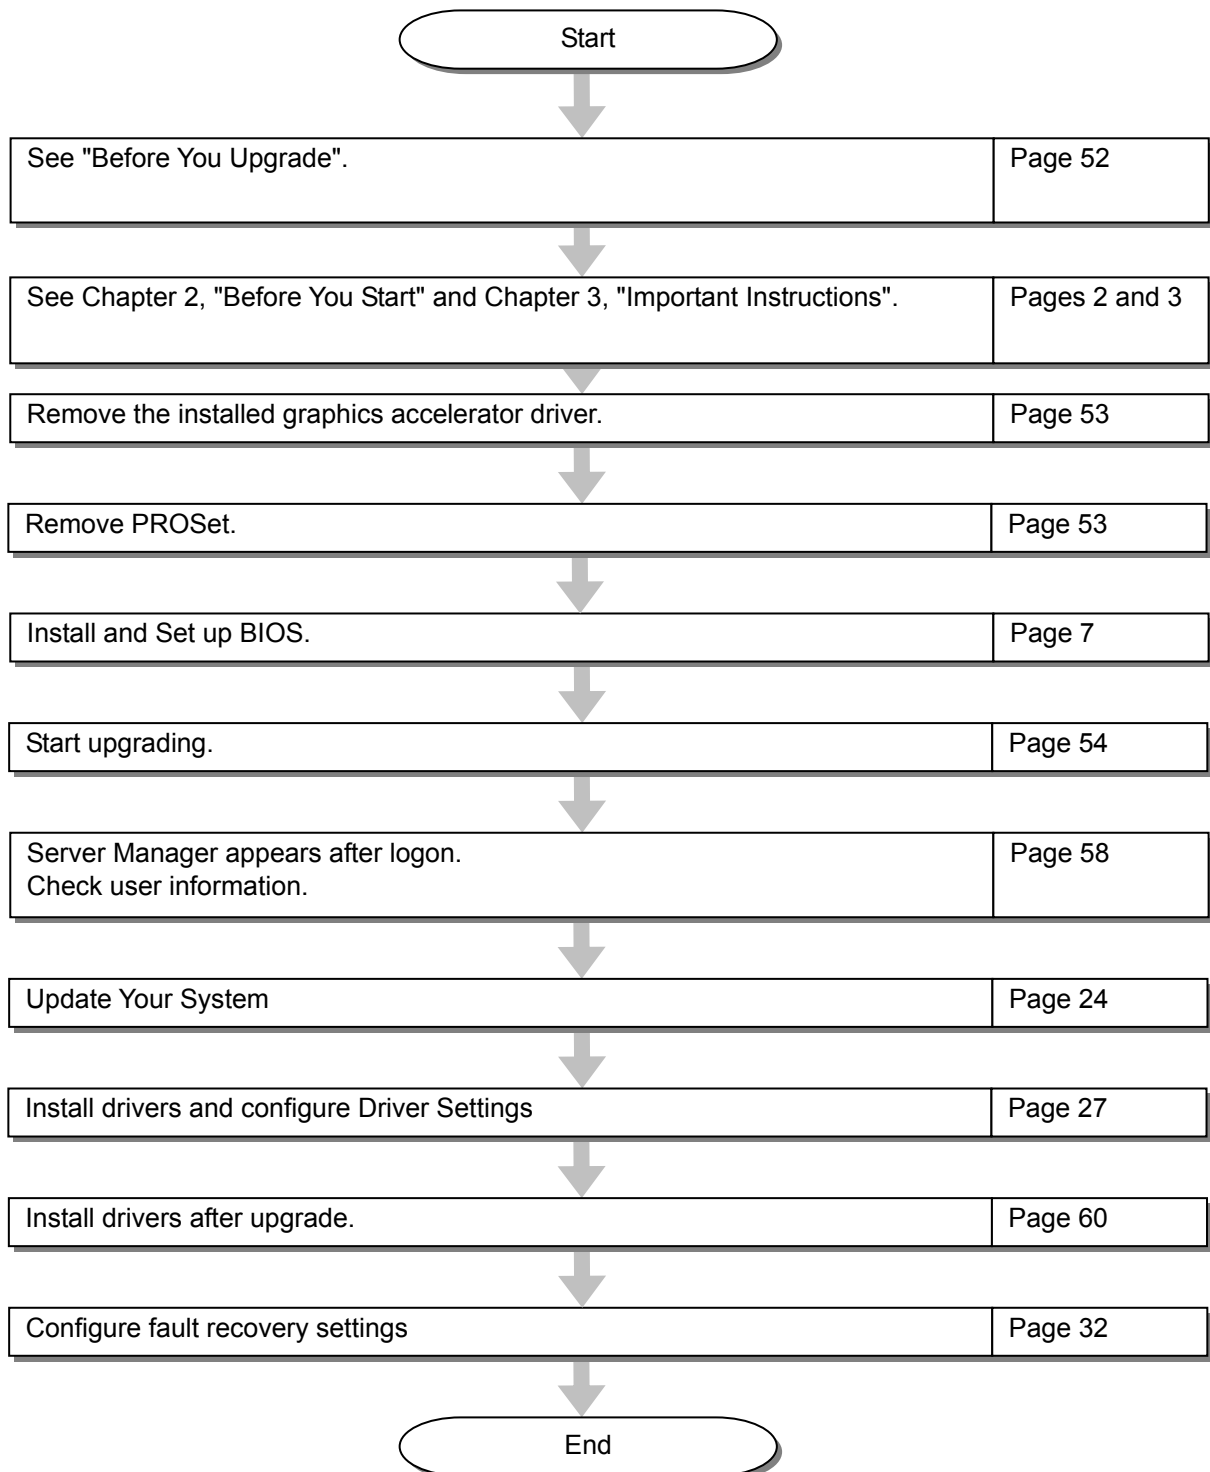 Start
See "Before You Upgrade". Page 52
See Chapter 2, "Before You Start" and Chapter 3, "Important Instructions". Pages 2 and 3
Remove the installed graphics accelerator driver. Page 53
Remove PROSet. Page 53
Install and Set up BIOS. Page 7
Start upgrading. Page 54
Server Manager appears after logon. Page 58
Check user information.
Update Your System Page 24
Install drivers and configure Driver Settings Page 27
Install drivers after upgrade. Page 60
Configure fault recovery settings Page 32
End